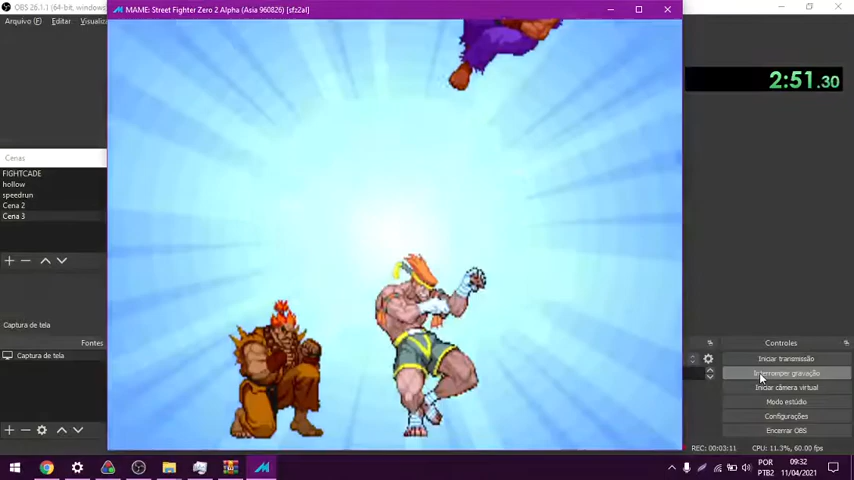 OBS 26.1.1 (64-bit, windows
MAME: Street Fighter Zero 2 Alpha (Asia 960826) [sfz2al]
Arquivo (F) Editar Visualiza
2:51.30
Cenas
FIGHTCADE
hollow
speedrun
Cena 2
Cena 3
Captura de tela
Fontes
Captura de tela
Controles
Iniciar transmissão
Interromper gravação
Iniciar câmera virtual
Modo estúdio
Configurações
Encerrar OBS
REC: 00:03:11 CPU: 11.3%, 60.00 fps
POR
PTB2
09:32
11/04/2021